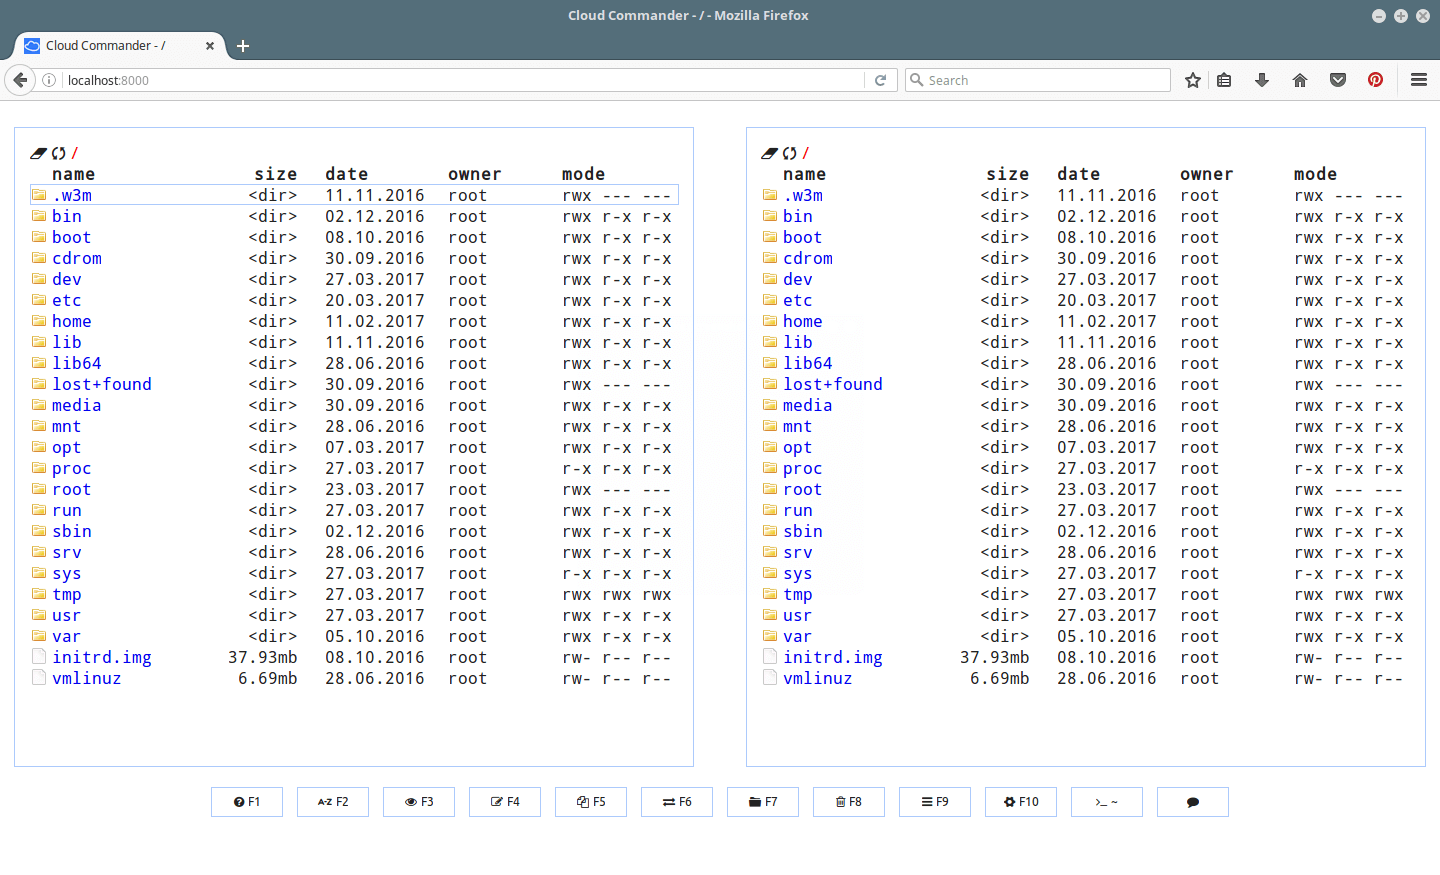 Cloud Commander - / - Mozilla Firefox
Cloud Commander - /
localhost:8000
Search
/
name size date owner mode
.w3m <dir> 11.11.2016 root rwx --- ---
bin <dir> 02.12.2016 root rwx r-x r-x
boot <dir> 08.10.2016 root rwx r-x r-x
cdrom <dir> 30.09.2016 root rwx r-x r-x
dev <dir> 27.03.2017 root rwx r-x r-x
etc <dir> 20.03.2017 root rwx r-x r-x
home <dir> 11.02.2017 root rwx r-x r-x
lib <dir> 11.11.2016 root rwx r-x r-x
lib64 <dir> 28.06.2016 root rwx r-x r-x
lost+found <dir> 30.09.2016 root rwx --- ---
media <dir> 30.09.2016 root rwx r-x r-x
mnt <dir> 28.06.2016 root rwx r-x r-x
opt <dir> 07.03.2017 root rwx r-x r-x
proc <dir> 27.03.2017 root r-x r-x r-x
root <dir> 23.03.2017 root rwx --- ---
run <dir> 27.03.2017 root rwx r-x r-x
sbin <dir> 02.12.2016 root rwx r-x r-x
srv <dir> 28.06.2016 root rwx r-x r-x
sys <dir> 27.03.2017 root r-x r-x r-x
tmp <dir> 27.03.2017 root rwx rwx rwx
usr <dir> 27.03.2017 root rwx r-x r-x
var <dir> 05.10.2016 root rwx r-x r-x
initrd.img 37.93mb 08.10.2016 root rw- r-- r--
vmlinuz 6.69mb 28.06.2016 root rw- r-- r--
/
name size date owner mode
.w3m <dir> 11.11.2016 root rwx --- ---
bin <dir> 02.12.2016 root rwx r-x r-x
boot <dir> 08.10.2016 root rwx r-x r-x
cdrom <dir> 30.09.2016 root rwx r-x r-x
dev <dir> 27.03.2017 root rwx r-x r-x
etc <dir> 20.03.2017 root rwx r-x r-x
home <dir> 11.02.2017 root rwx r-x r-x
lib <dir> 11.11.2016 root rwx r-x r-x
lib64 <dir> 28.06.2016 root rwx r-x r-x
lost+found <dir> 30.09.2016 root rwx --- ---
media <dir> 30.09.2016 root rwx r-x r-x
mnt <dir> 28.06.2016 root rwx r-x r-x
opt <dir> 07.03.2017 root rwx r-x r-x
proc <dir> 27.03.2017 root r-x r-x r-x
root <dir> 23.03.2017 root rwx --- ---
run <dir> 27.03.2017 root rwx r-x r-x
sbin <dir> 02.12.2016 root rwx r-x r-x
srv <dir> 28.06.2016 root rwx r-x r-x
sys <dir> 27.03.2017 root r-x r-x r-x
tmp <dir> 27.03.2017 root rwx rwx rwx
usr <dir> 27.03.2017 root rwx r-x r-x
var <dir> 05.10.2016 root rwx r-x r-x
initrd.img 37.93mb 08.10.2016 root rw- r-- r--
vmlinuz 6.69mb 28.06.2016 root rw- r-- r--
F1 A-Z F2 F3 F4 F5 F6 F7 F8 F9 F10 >_ ~